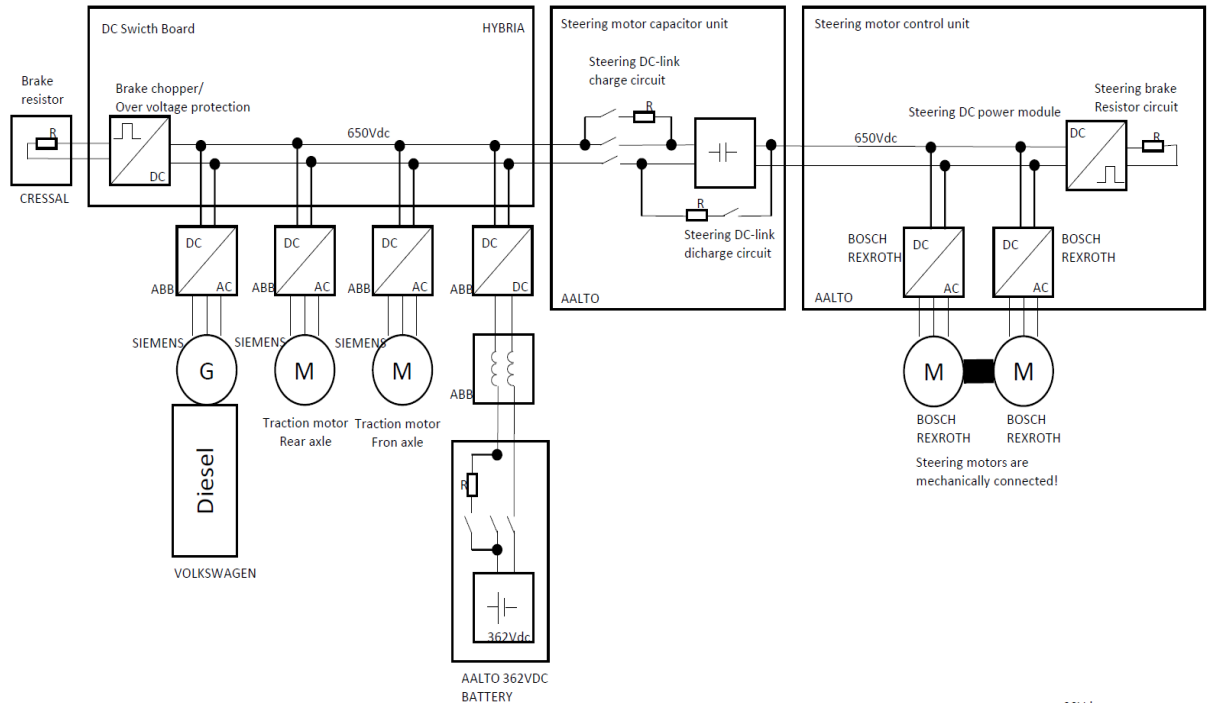 DC Swicth Board
HYBRIA
Steering motor capacitor unit
Steering motor control unit
Brake
resistor
Brake chopper/
Over voltage protection
Steering DC-link
charge circuit
Steering brake
Resistor circuit
Steering DC power module
R
R
650Vdc
650Vdc
DC
R
DC
CRESSAL
R
Steering DC-link
dicharge circuit
DC
AC
ABB
DC
AC
ABB
DC
AC
ABB
DC
DC
ABB
BOSCH
REXROTH
DC
AC
DC
AC
BOSCH
REXROTH
AALTO
AALTO
SIEMENS
SIEMENS
SIEMENS
G
M
M
M
M
ABB
Traction motor
Rear axle
Traction motor
Fron axle
BOSCH
REXROTH
BOSCH
REXROTH
Steering motors are
mechanically connected!
Diesel
R
VOLKSWAGEN
362Vdc
AALTO 362VDC
BATTERY